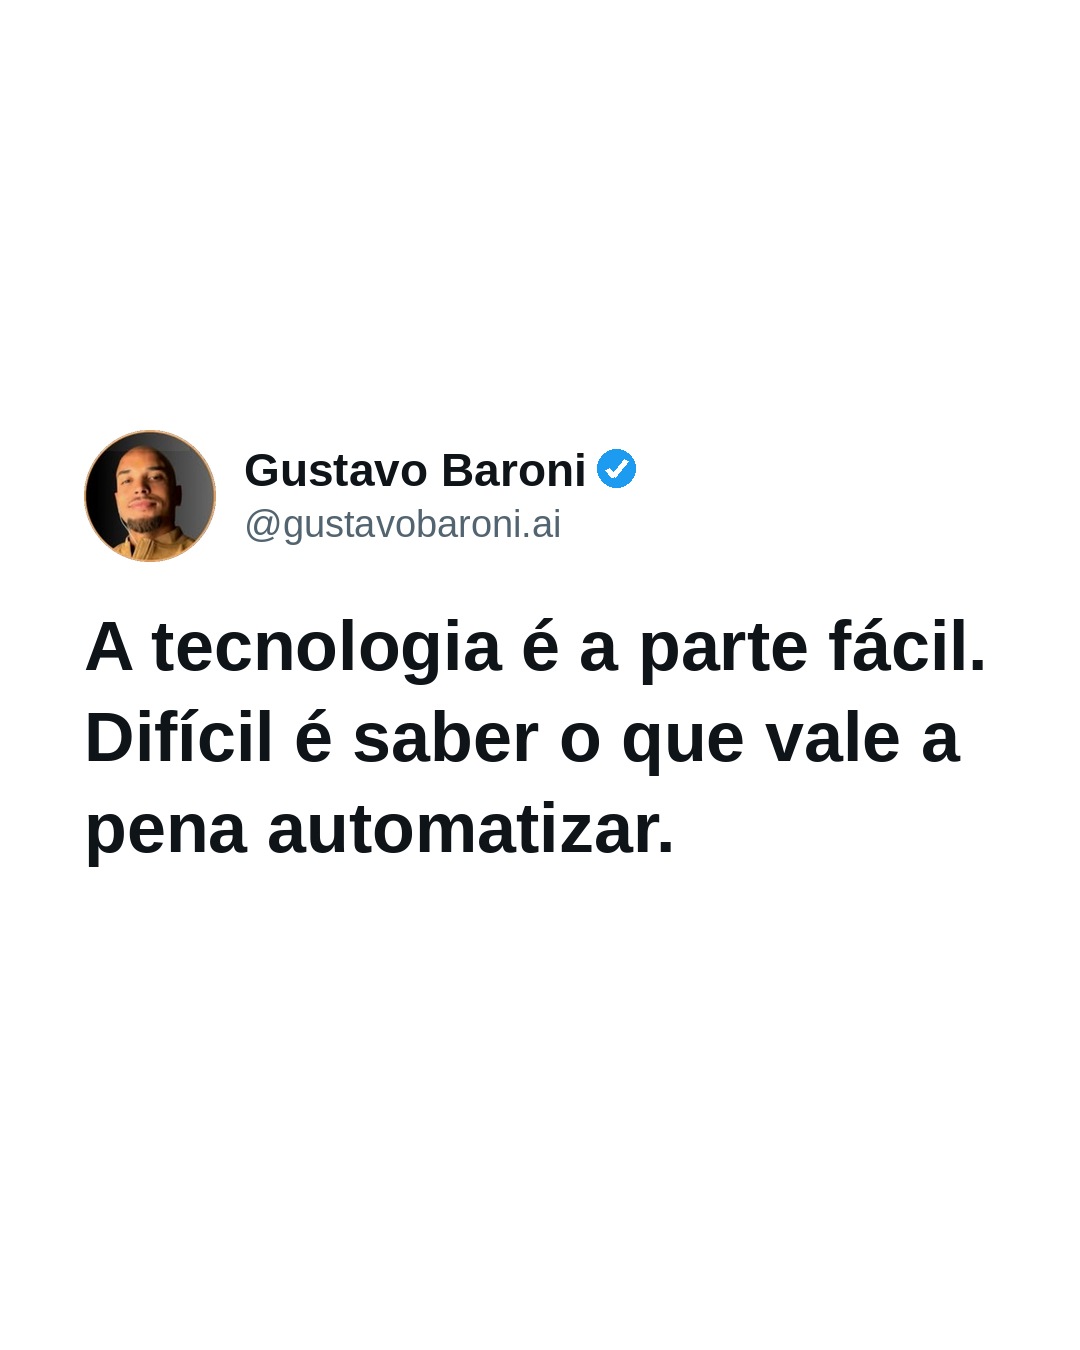 Gustavo Baroni
@gustavobaroni.ai
A tecnologia é a parte fácil.
Difícil é saber o que vale a
pena automatizar.